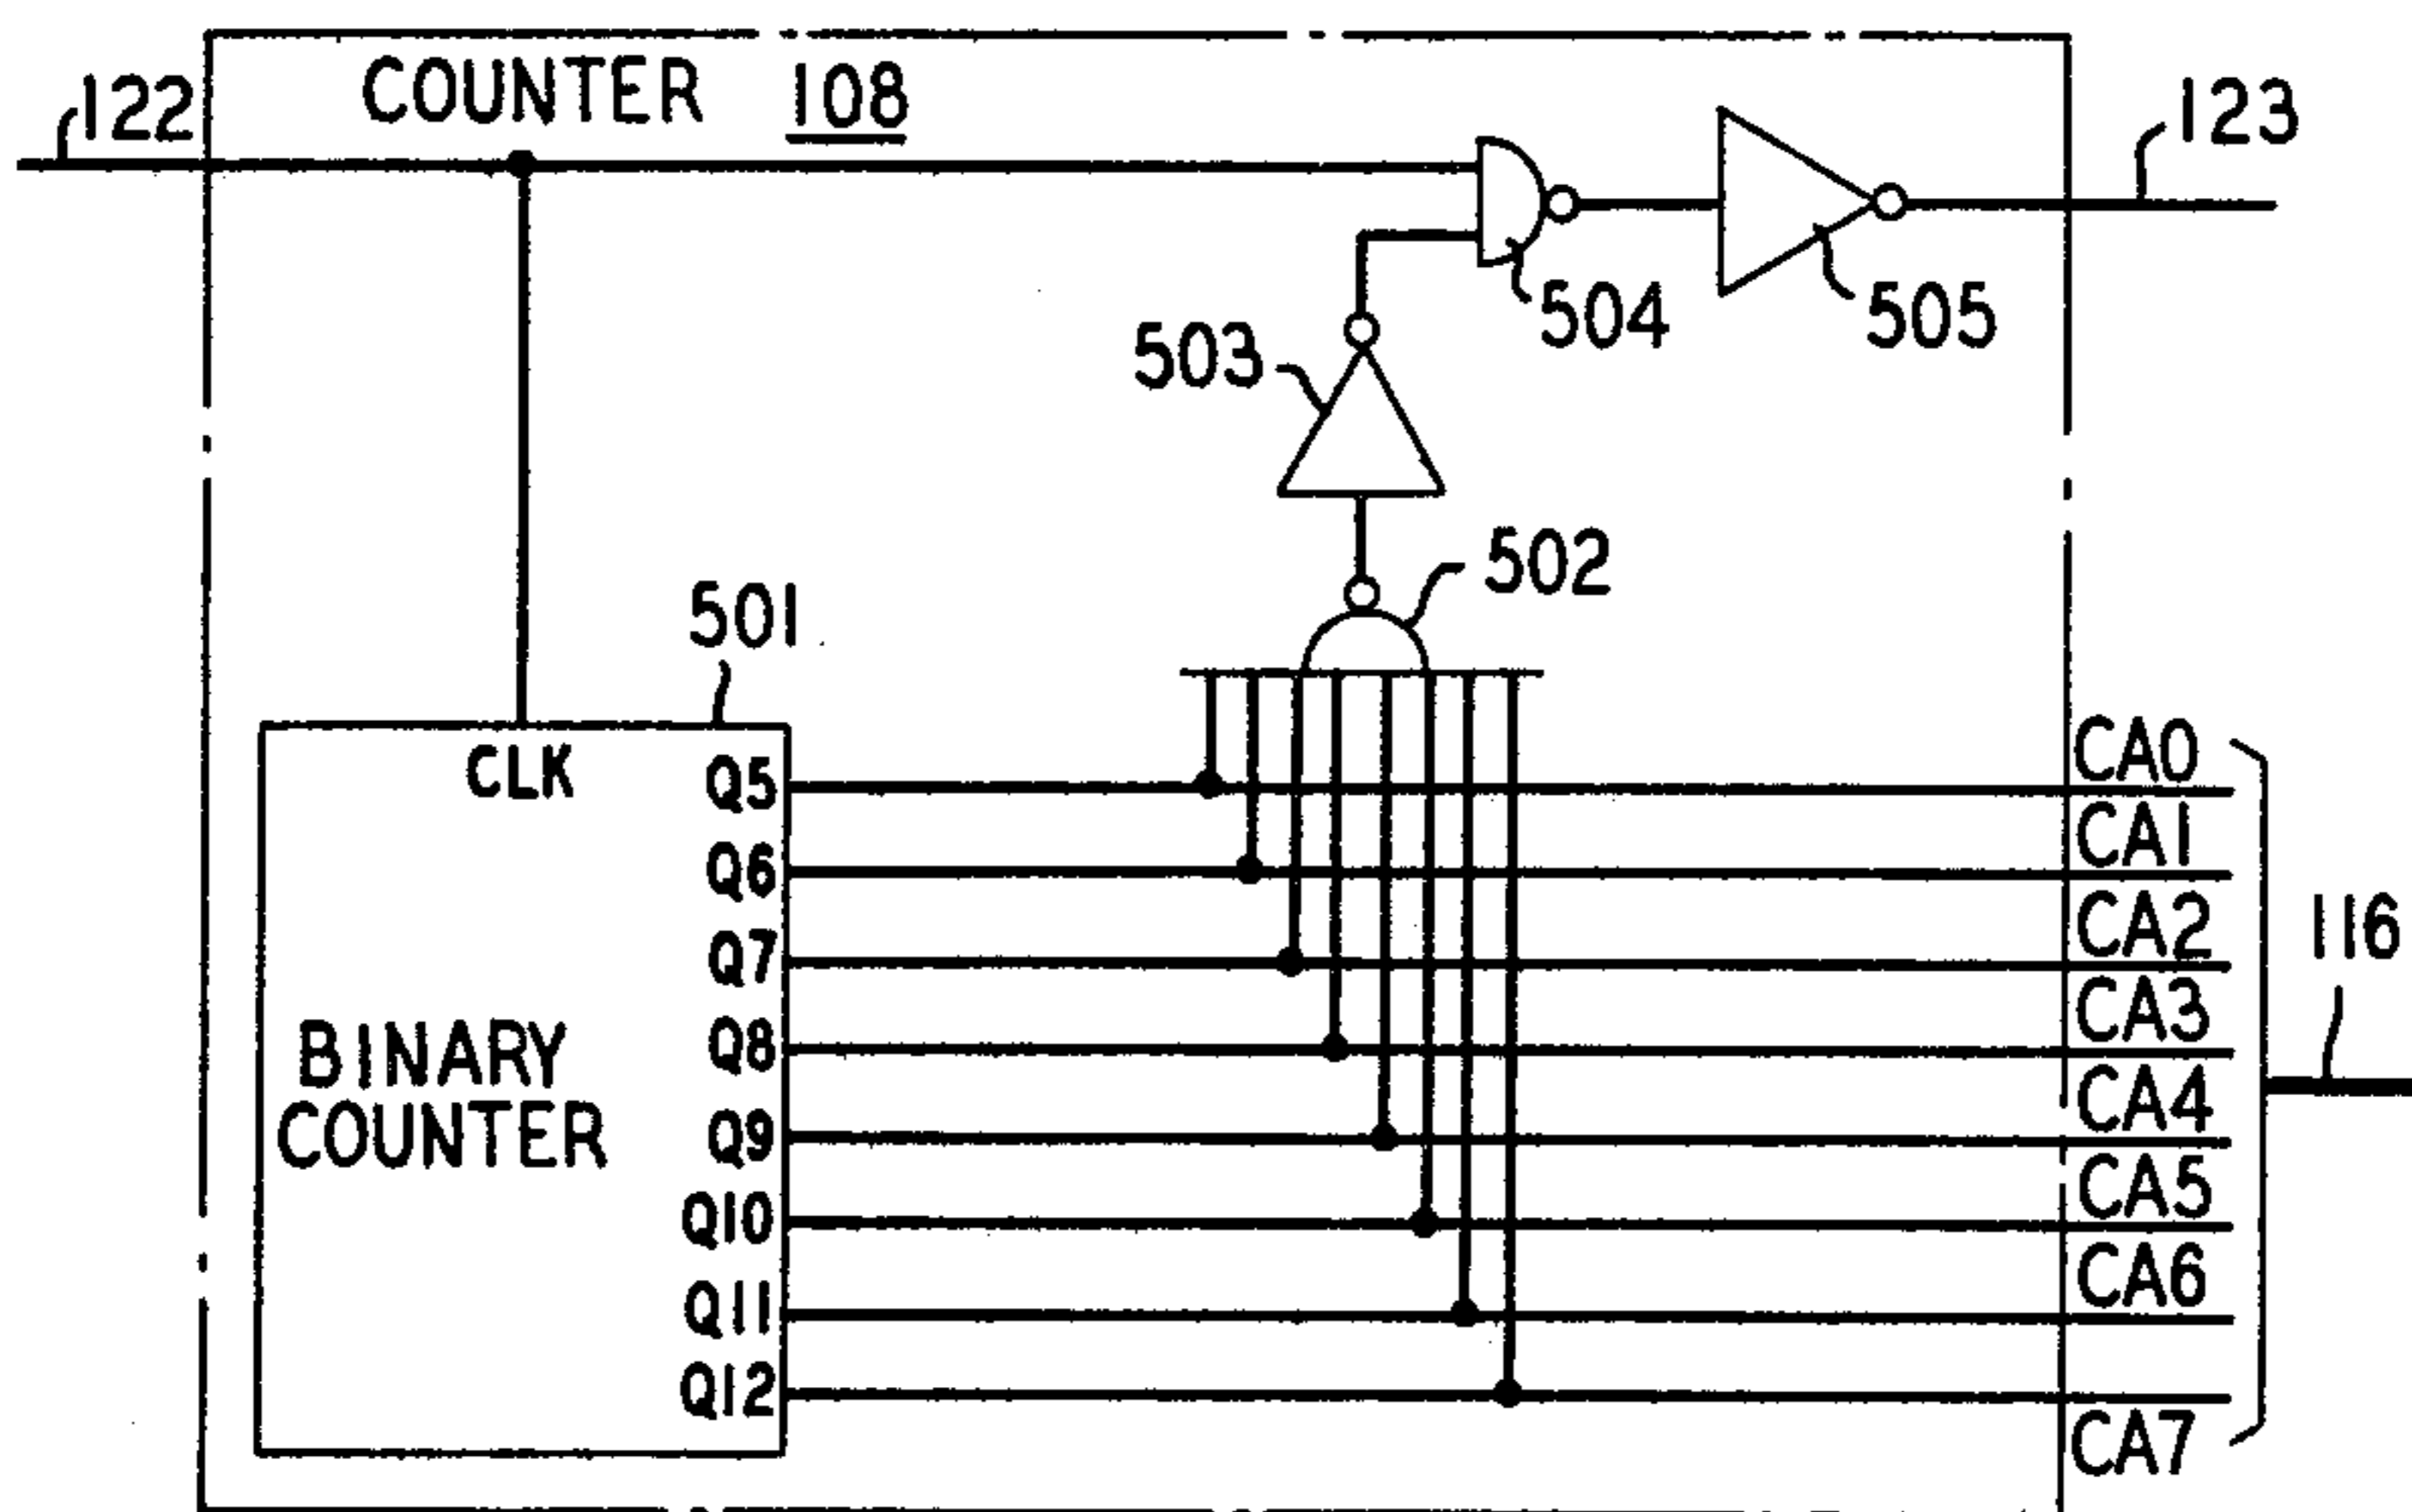 122
COUNTER 108
123
504
505
503
502
501
CLK
Q5
CA0
Q6
CA1
Q7
CA2
116
Q8
CA3
BINARY
COUNTER
Q9
CA4
Q10
CA5
Q11
CA6
Q12
CA7